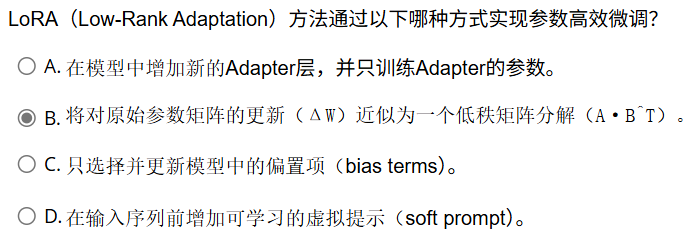 LoRA（Low-Rank Adaptation）方法通过以下哪种方式实现参数高效微调？
A. 在模型中增加新的Adapter层，并只训练Adapter的参数。
B. 将对原始参数矩阵的更新（ΔW）近似为一个低秩矩阵分解（A·B^T）。
C. 只选择并更新模型中的偏置项（bias terms）。
D. 在输入序列前增加可学习的虚拟提示（soft prompt）。